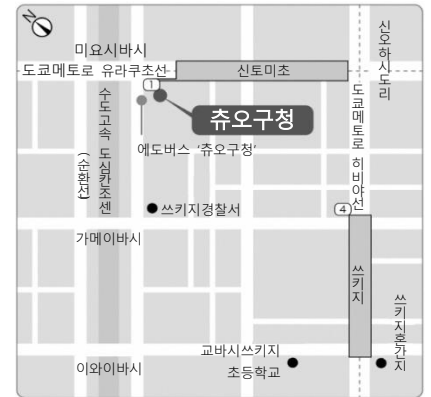 N
미요시바시
도쿄메토로 유라쿠초선
신토미초
신오하시도리
1
츄오구청
에도버스 '츄오구청'
수도고속 도심칸조센
(순환선)
도쿄메토로 히비야선
쓰키지경찰서
4
가메이바시
쓰키지
쓰키지혼간지
교바시쓰키지
초등학교
이와이바시